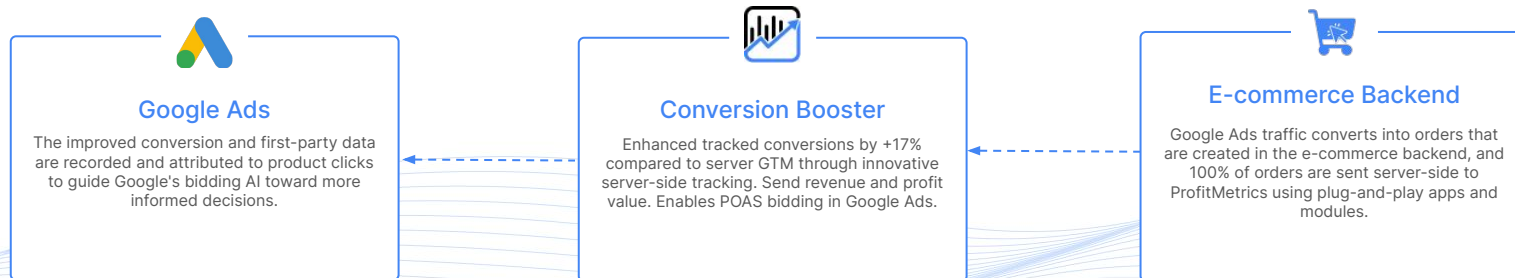 Google Ads
The improved conversion and first-party data
are recorded and attributed to product clicks
to guide Google's bidding AI toward more
informed decisions.
Conversion Booster
Enhanced tracked conversions by +17%
compared to server GTM through innovative
server-side tracking. Send revenue and profit
value. Enables POAS bidding in Google Ads.
E-commerce Backend
Google Ads traffic converts into orders that
are created in the e-commerce backend, and
100% of orders are sent server-side to
ProfitMetrics using plug-and-play apps and
modules.